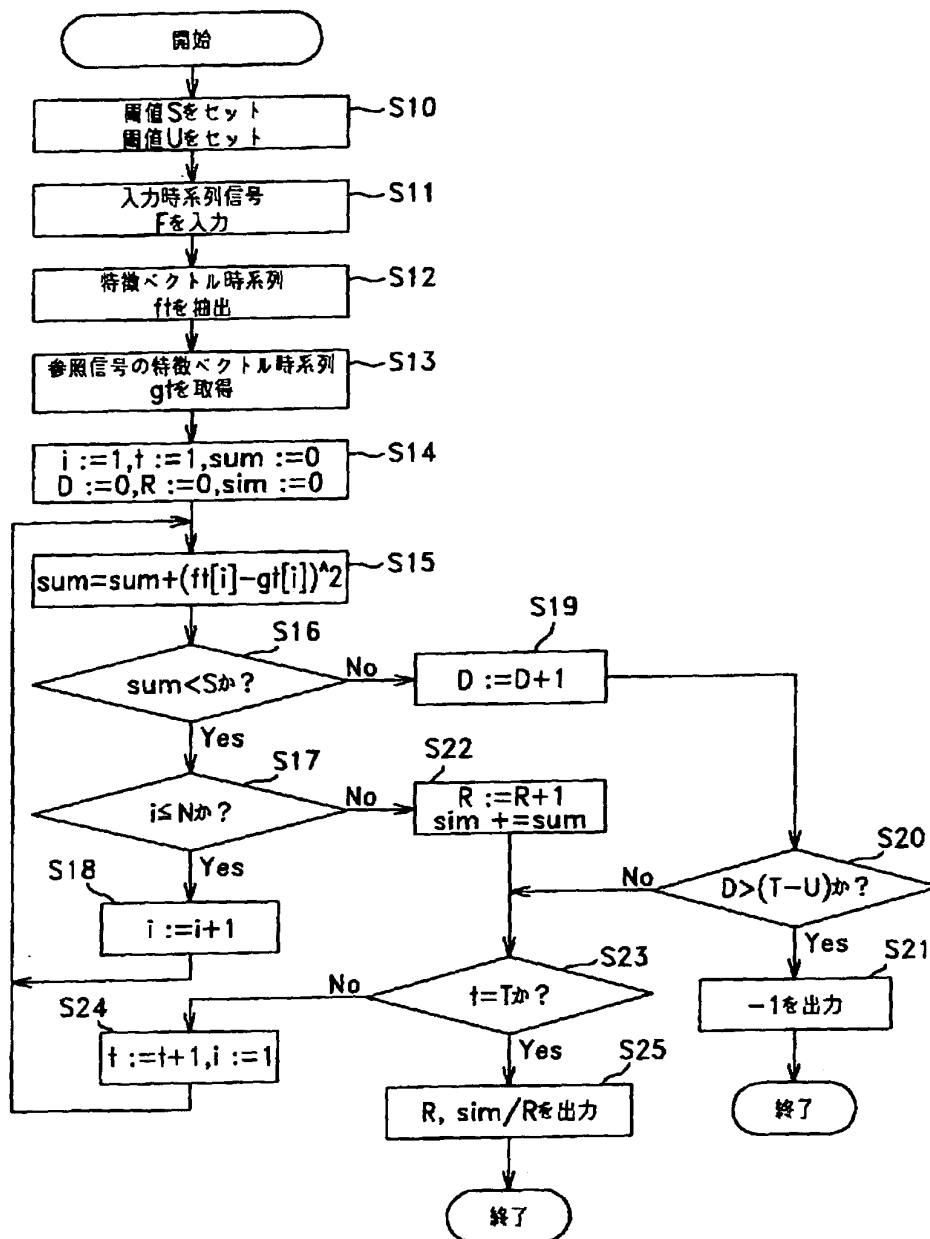 開始
閾値Sをセット
閾値Uをセット
S10
入力時系列信号
Fを入力
S11
特徴ベクトル時系列
ftを抽出
S12
参照信号の特徴ベクトル時系列
gtを取得
S13
i :=1,t :=1,sum :=0
D :=0,R :=0,sim :=0
S14
sum=sum+(ft[i]-gt[i])^2
S15
S16
sum<Sか?
No
Yes
S19
D :=D+1
S17
i≤Nか?
No
Yes
S22
R :=R+1
sim +=sum
S18
i :=i+1
S20
D>(T-U)か?
No
Yes
S21
-1を出力
終了
S23
t=Tか?
No
Yes
S24
t :=t+1,i :=1
S25
R, sim/Rを出力
終了